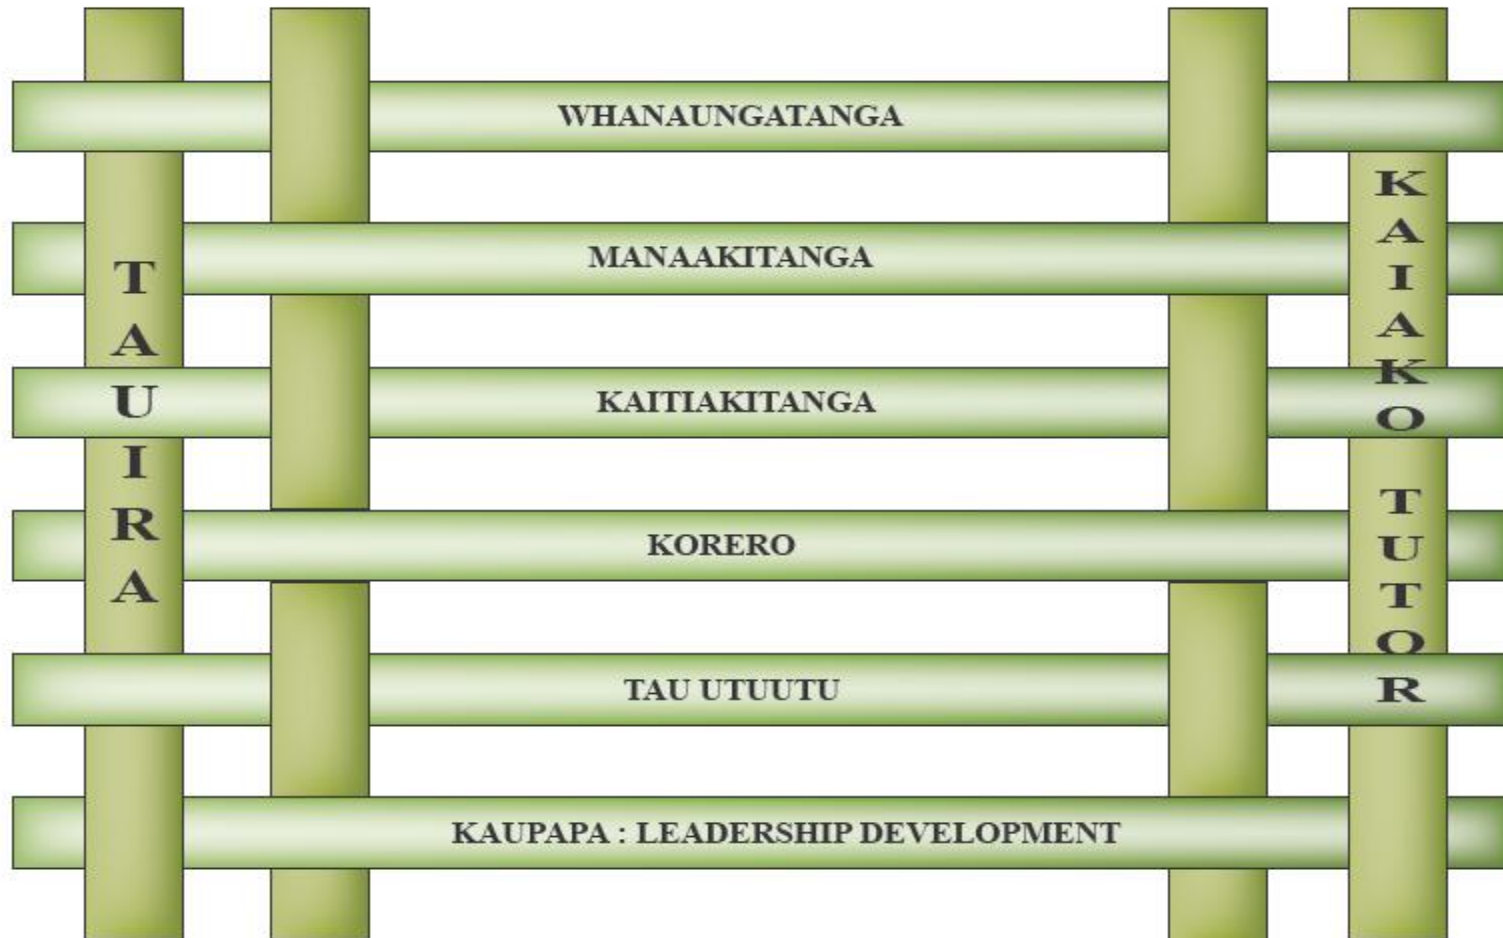 WHANAUNGATANGA
MANAAKITANGA
KAITIAKITANGA
KORERO
TAU UTUUTU
KAUPAPA : LEADERSHIP DEVELOPMENT
TAUIRA
KAIAKO TUTOR